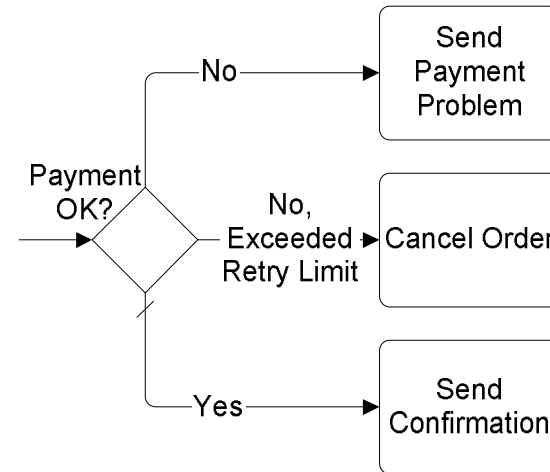 Payment
OK?
No
Send
Payment
Problem
No,
Exceeded
Retry Limit
Cancel Order
Yes
Send
Confirmation